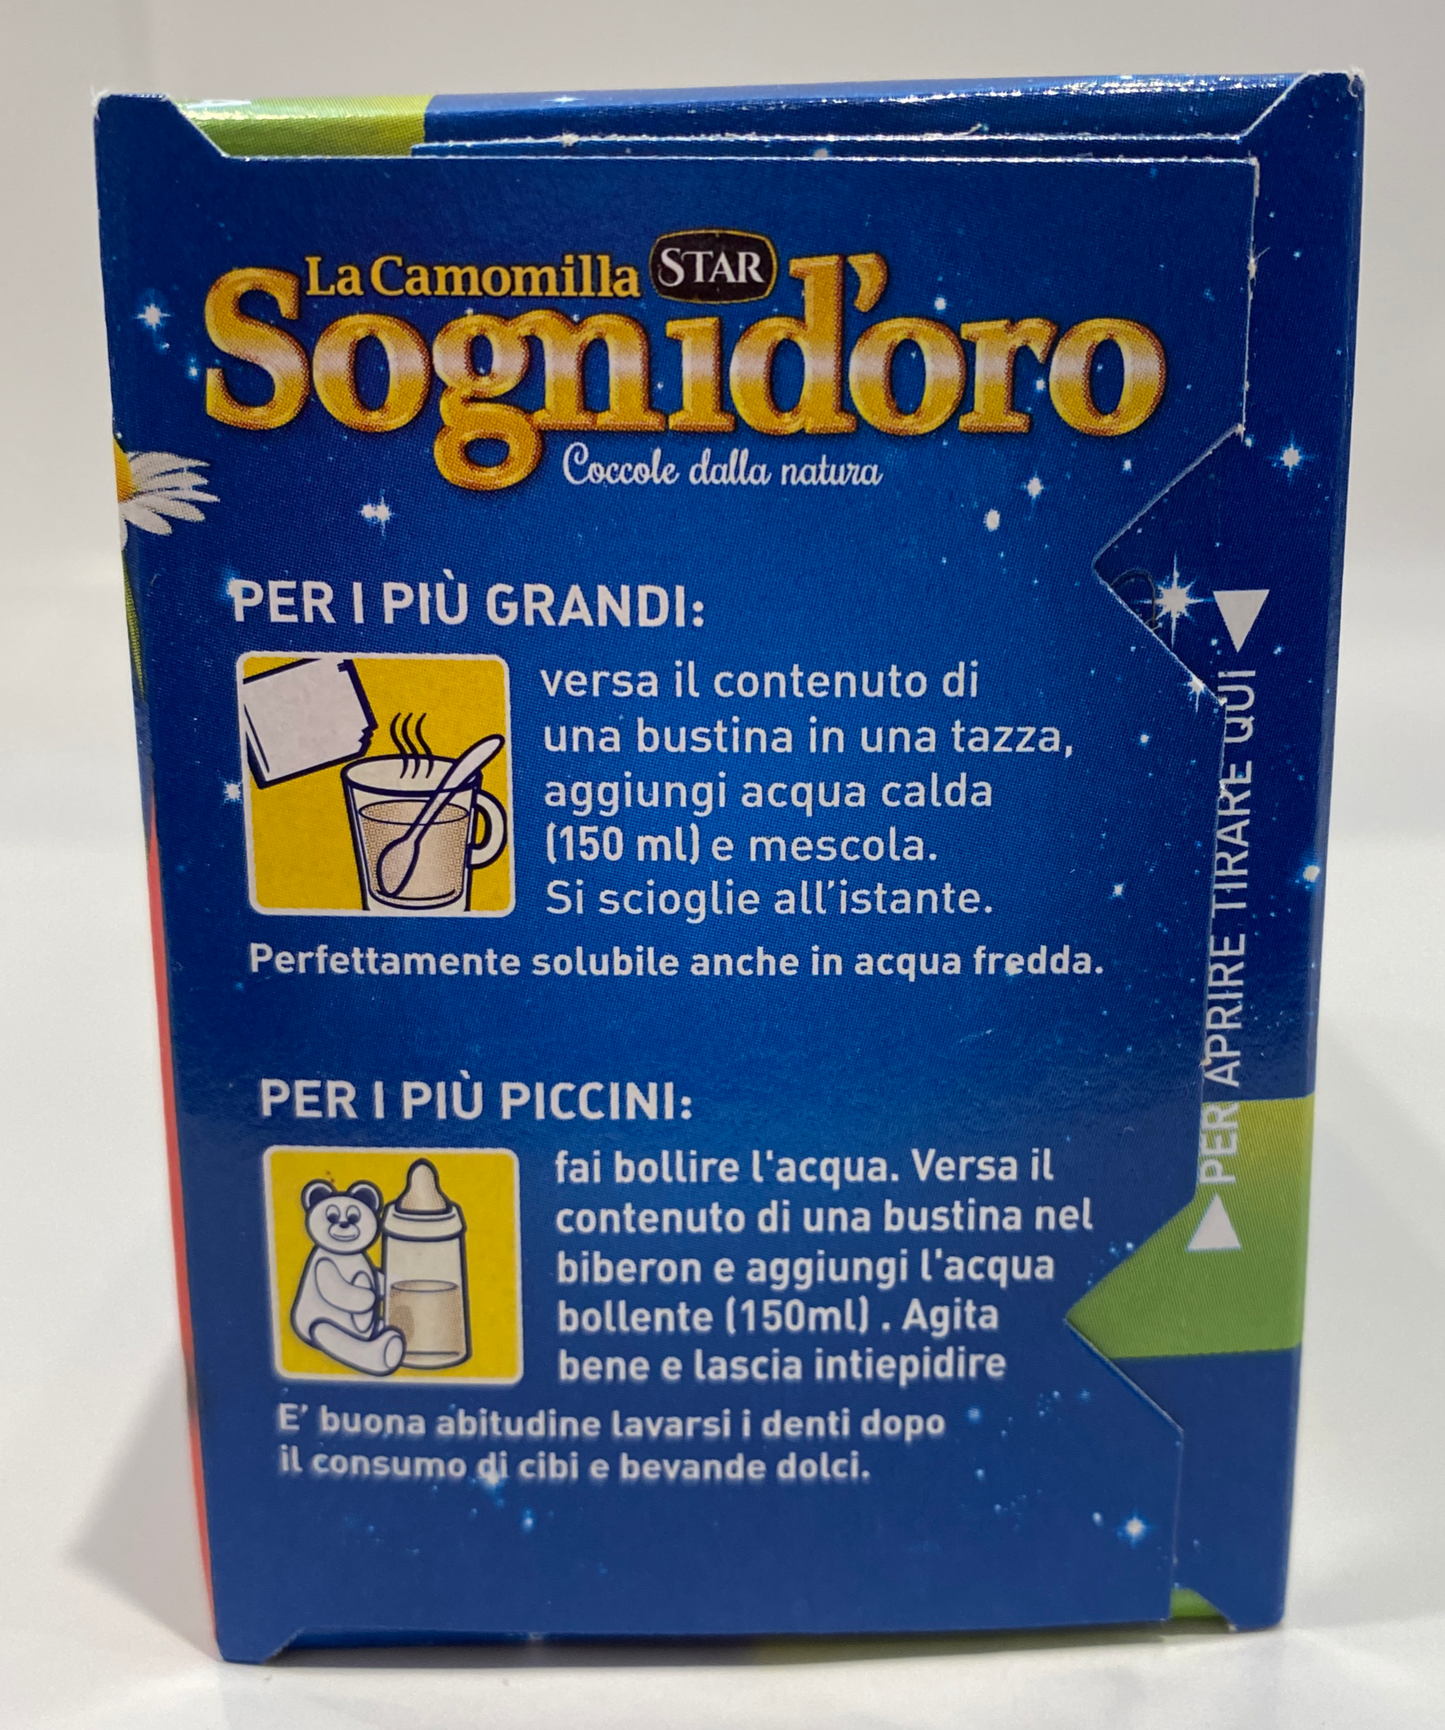 La Camomilla STAR
Sognid'oro
Coccole dalla natura
PER I PIÙ GRANDI:
versa il contenuto di
una bustina in una tazza,
aggiungi acqua calda
(150 ml) e mescola.
Si scioglie all'istante.
Perfettamente solubile anche in acqua fredda.
PER I PIÙ PICCINI:
fai bollire l'acqua. Versa il
contenuto di una bustina nel
biberon e aggiungi l'acqua
bollente (150ml) . Agita
bene e lascia intiepidire
E' buona abitudine lavarsi i denti dopo
il consumo di cibi e bevande dolci.
PER APRIRE TIRARE QUI